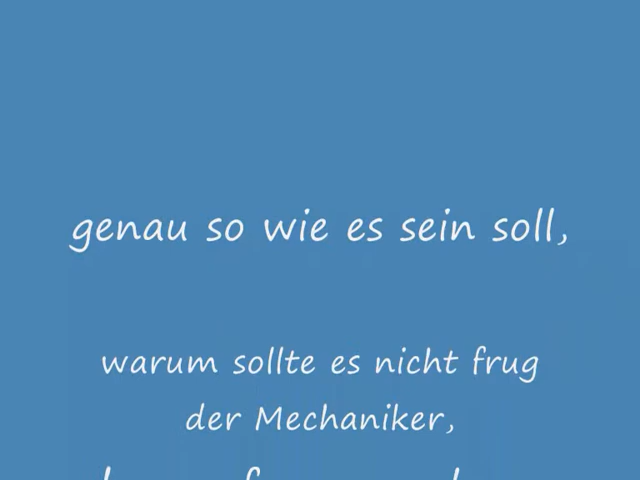 genau so wie es sein soll,
warum sollte es nicht frug
der Mechaniker,